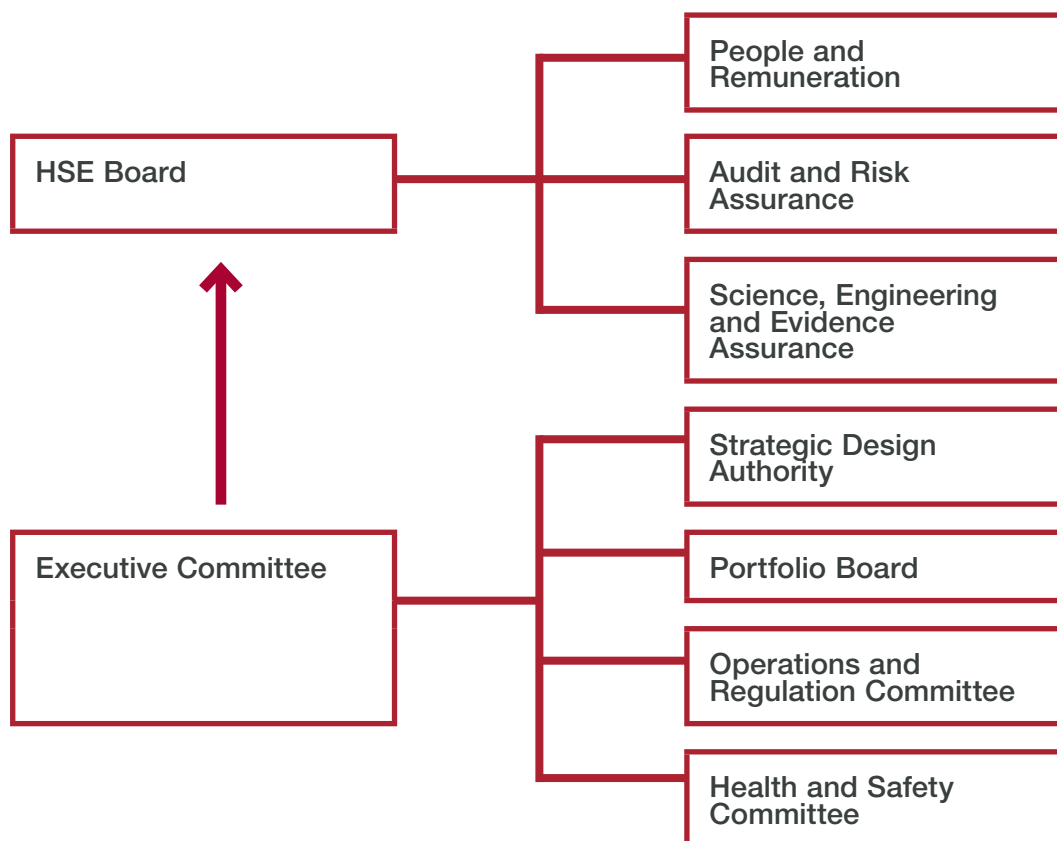 People and
Remuneration
HSE Board
Audit and Risk
Assurance
Science, Engineering
and Evidence
Assurance
Strategic Design
Authority
Executive Committee
Portfolio Board
Operations and
Regulation Committee
Health and Safety
Committee